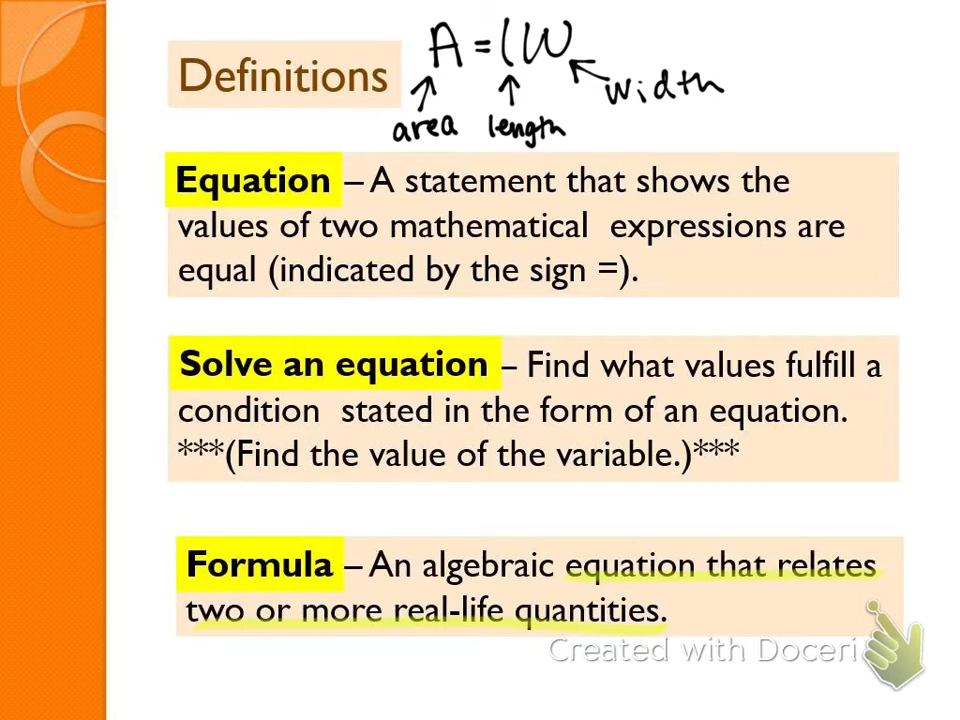 A = lW
Definitions
width
area length
Equation – A statement that shows the
values of two mathematical expressions are
equal (indicated by the sign =).
Solve an equation – Find what values fulfill a
condition stated in the form of an equation.
***(Find the value of the variable.)***
Formula – An algebraic equation that relates
two or more real-life quantities.
Created with Doceri